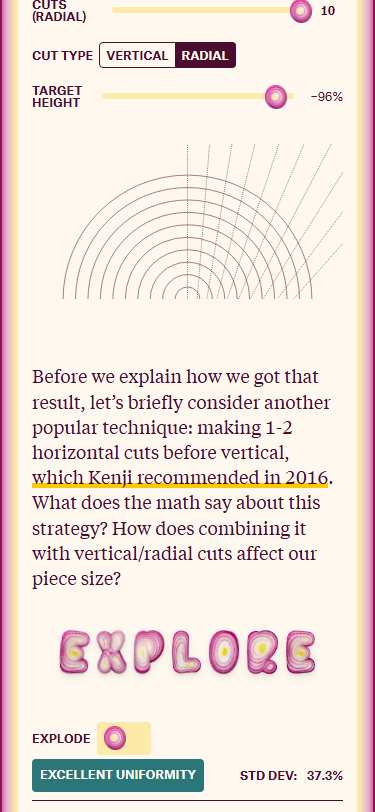 CUTS
(RADIAL)
10
CUT TYPE VERTICAL RADIAL
TARGET
HEIGHT
-96%
Before we explain how we got that
result, let’s briefly consider another
popular technique: making 1-2
horizontal cuts before vertical,
which Kenji recommended in 2016.
What does the math say about this
strategy? How does combining it
with vertical/radial cuts affect our
piece size?
EXPLORE
EXPLODE
EXCELLENT UNIFORMITY STD DEV: 37.3%